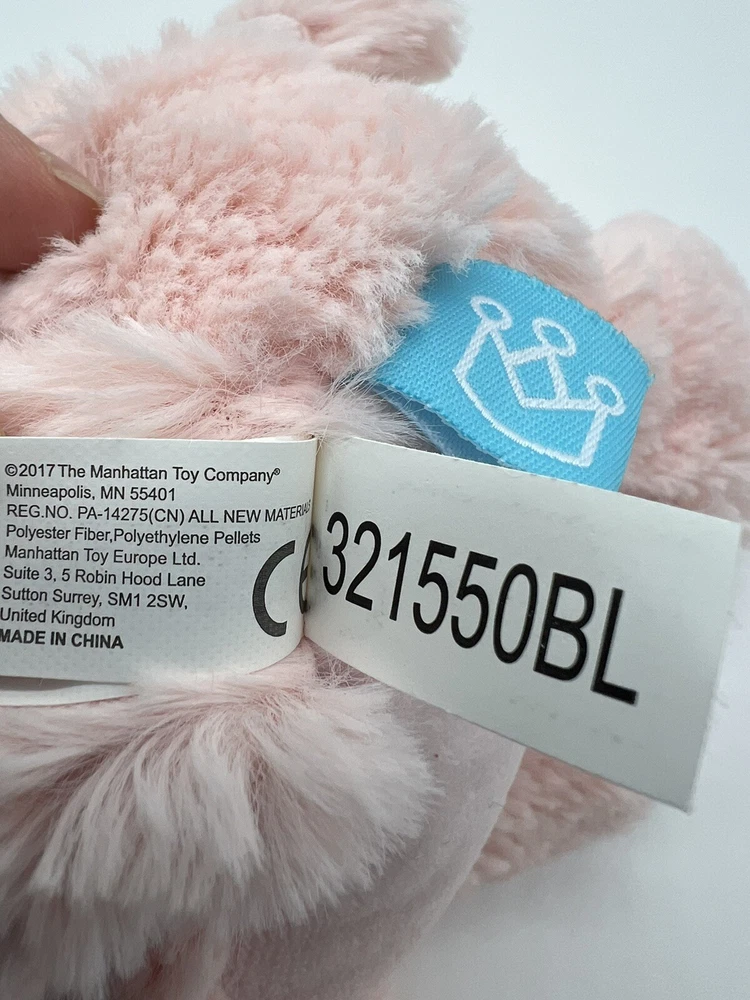 ©2017 The Manhattan Toy Company®
Minneapolis, MN 55401
REG.NO. PA-14275(CN) ALL NEW MATERIALS
Polyester Fiber,Polyethylene Pellets
Manhattan Toy Europe Ltd.
Suite 3, 5 Robin Hood Lane
Sutton Surrey, SM1 2SW,
United Kingdom
MADE IN CHINA
CE
321550BL